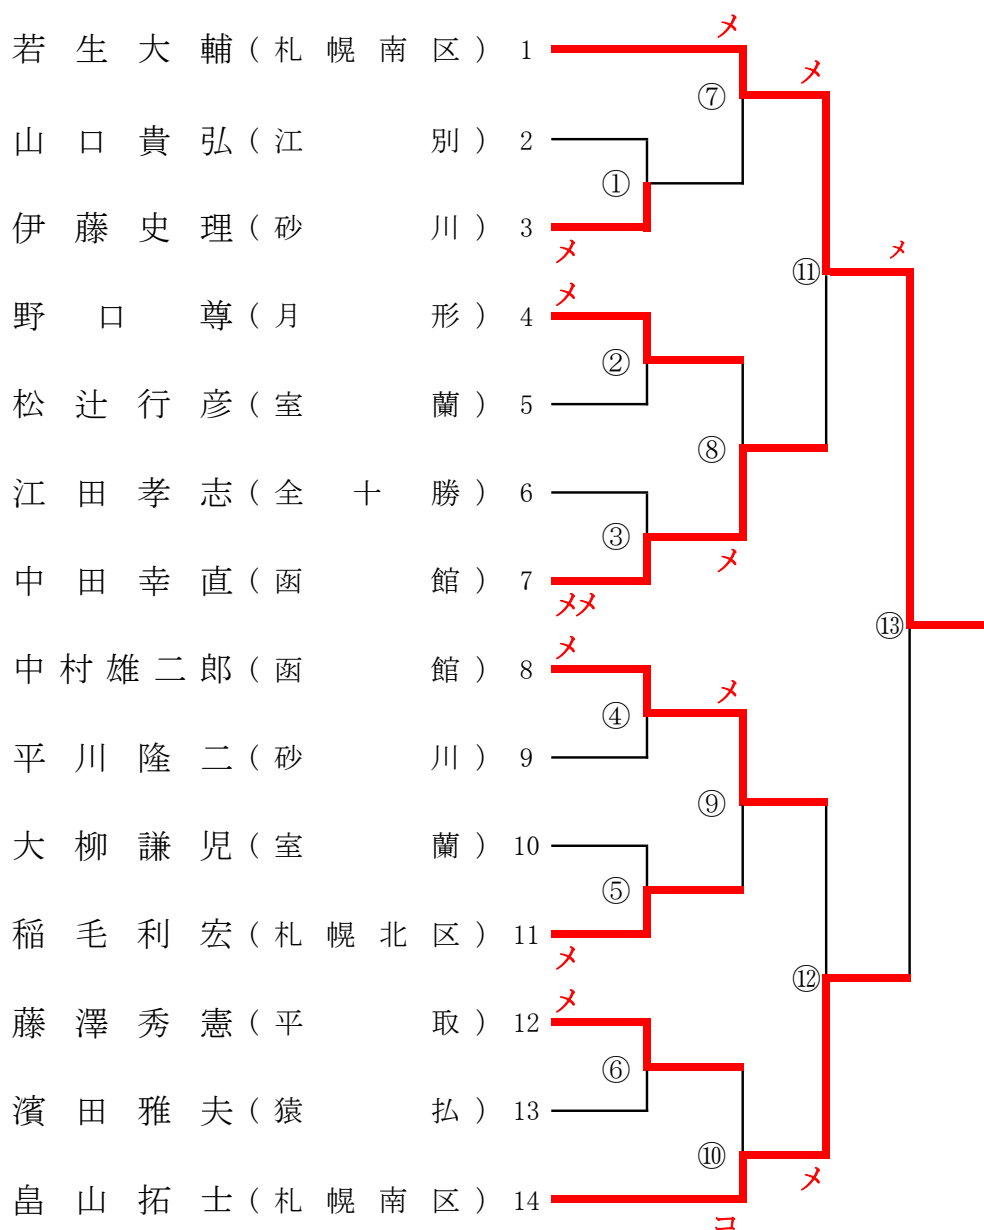 メ
若生大輔(札幌南区) 1
メ
⑦
山口貴弘(江別) 2
①
伊藤史理(砂川) 3
メ
メ
⑪
メ
野口尊(月形) 4
②
松辻行彦(室蘭) 5
⑧
江田孝志(全十勝) 6
③
メ
中田幸直(函館) 7
メメ
⑬
メ
中村雄二郎(函館) 8
メ
④
平川隆二(砂川) 9
⑨
大柳謙児(室蘭) 10
⑤
稲毛利宏(札幌北区) 11
メ
⑫
メ
藤澤秀憲(平取) 12
⑥
濱田雅夫(猿払) 13
⑩
メ
畠山拓士(札幌南区) 14
コ